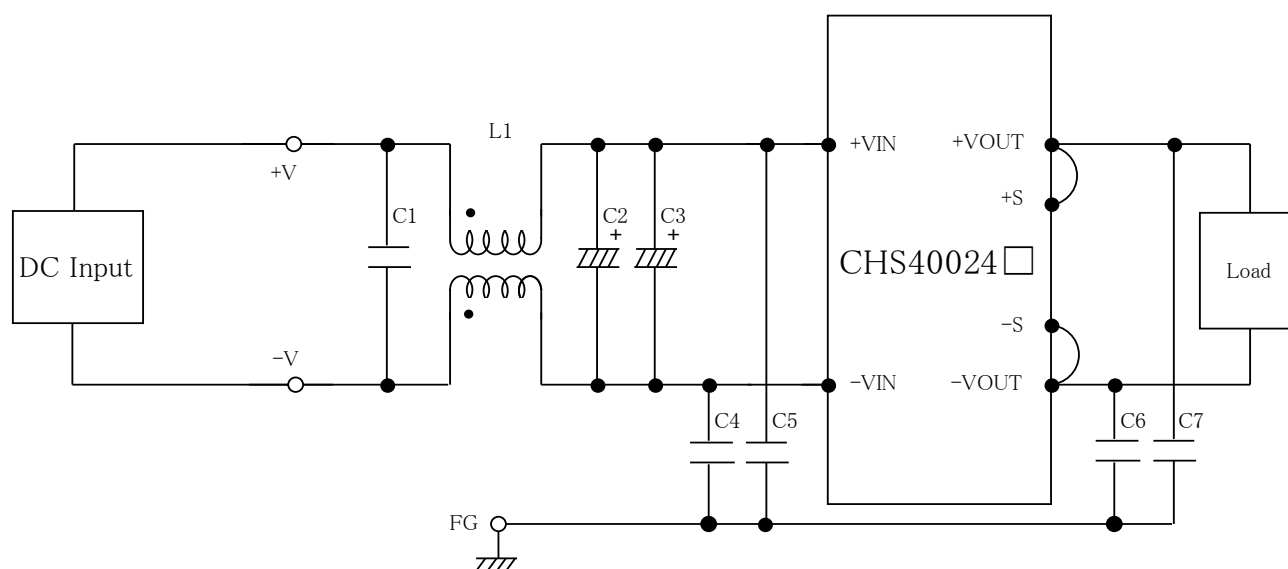 L1
+VIN
+VOUT
+V
+S
C1
C2
C3
+
+
DC Input
CHS40024□
Load
-S
-V
-VIN
-VOUT
C4
C5
C6
C7
FG